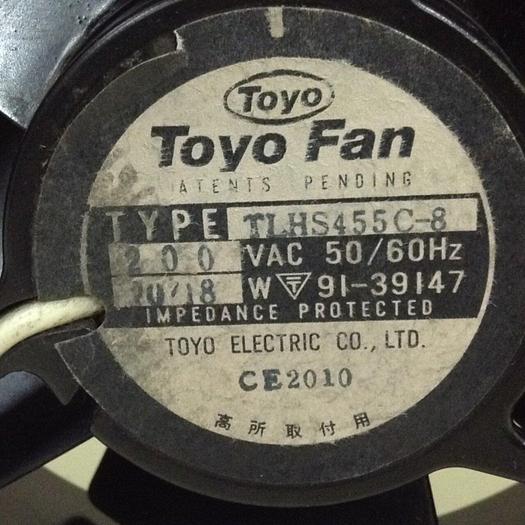 Toyo
Toyo Fan
ATENTS PENDING
TYPE TLHS455C-8
200 VAC 50/60Hz
20/18 W 〒 91-39147
IMPEDANCE PROTECTED
TOYO ELECTRIC CO., LTD.
CE2010
高所取付用